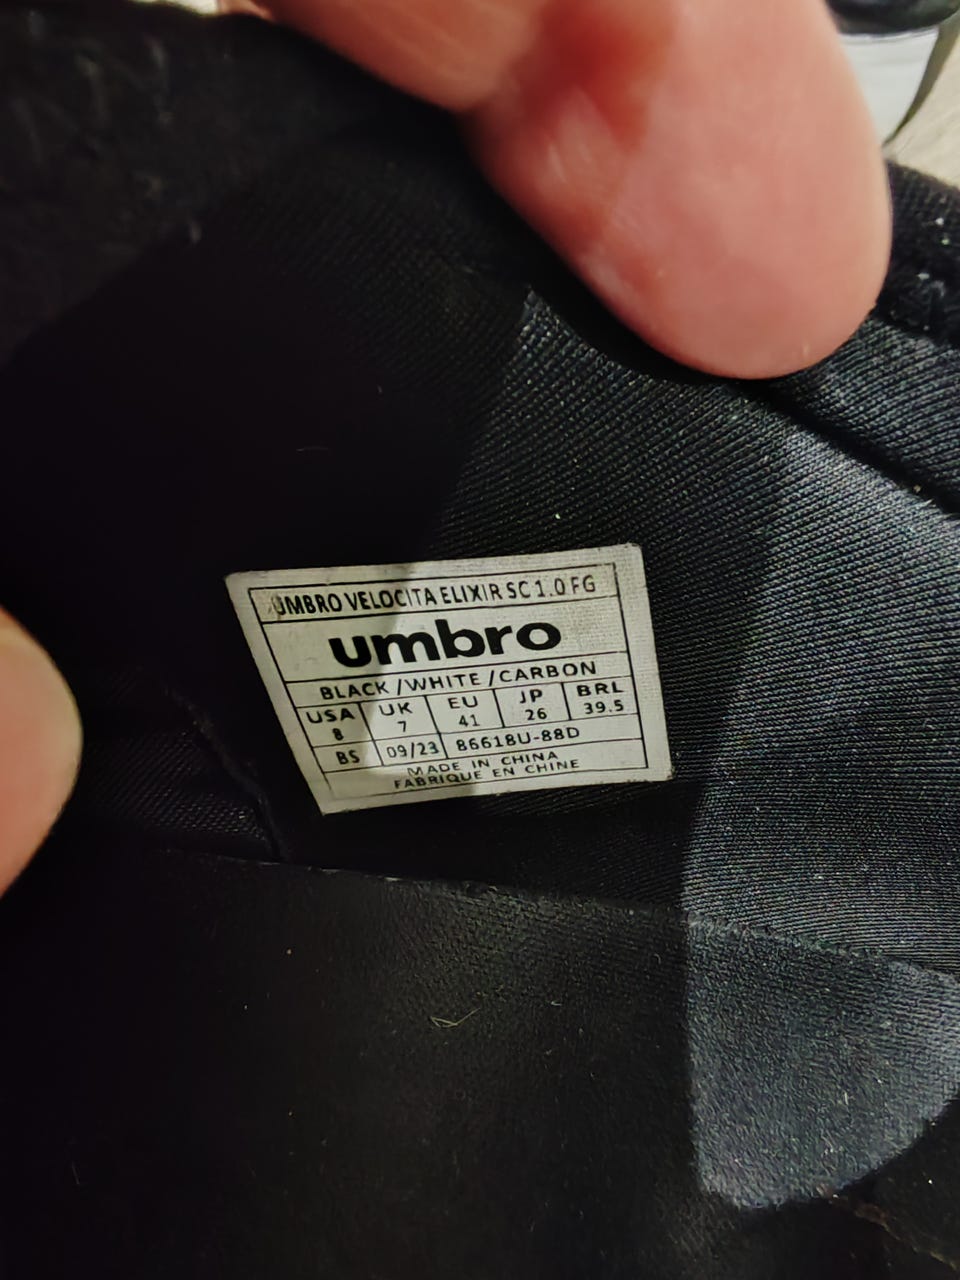 UMBRO VELOCITA ELIXIR SC 1.0 FG
umbro
BLACK/WHITE/CARBON
USA UK EU JP BRL
8 7 41 26 39.5
BS 09/23 86618U-88D
MADE IN CHINA
FABRIQUE EN CHINE